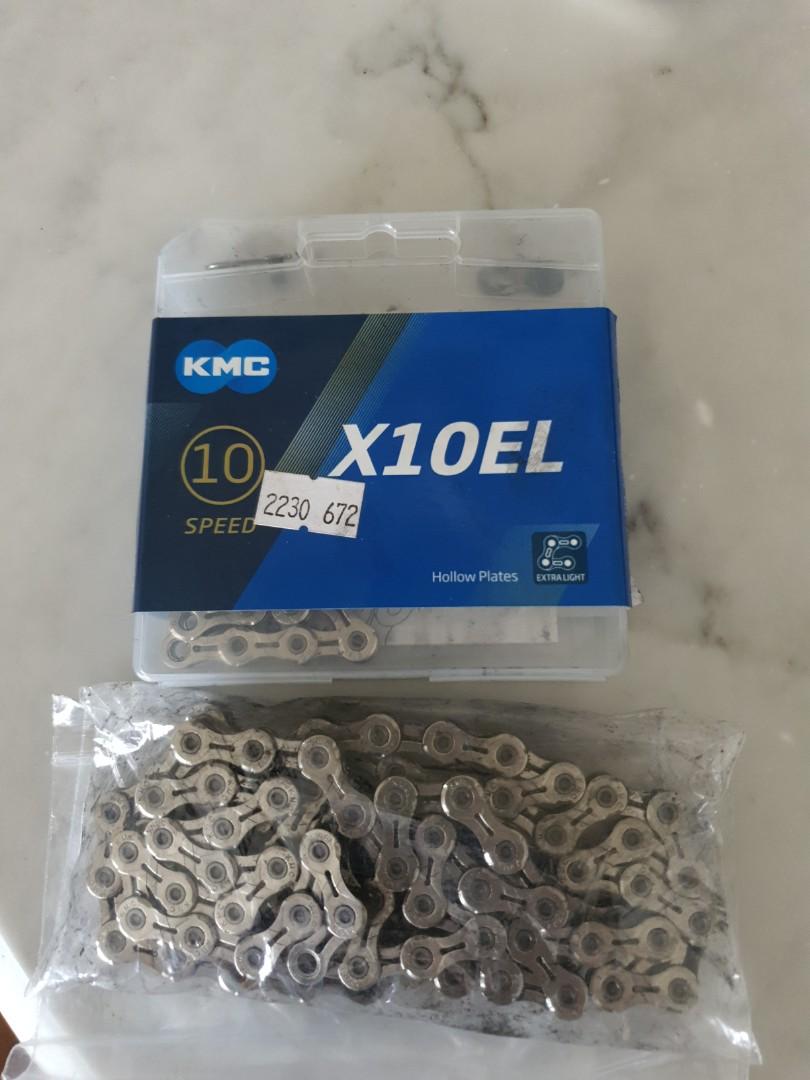 KMC
X10EL
10
SPEED
2230 672
Hollow Plates
EXTRA LIGHT